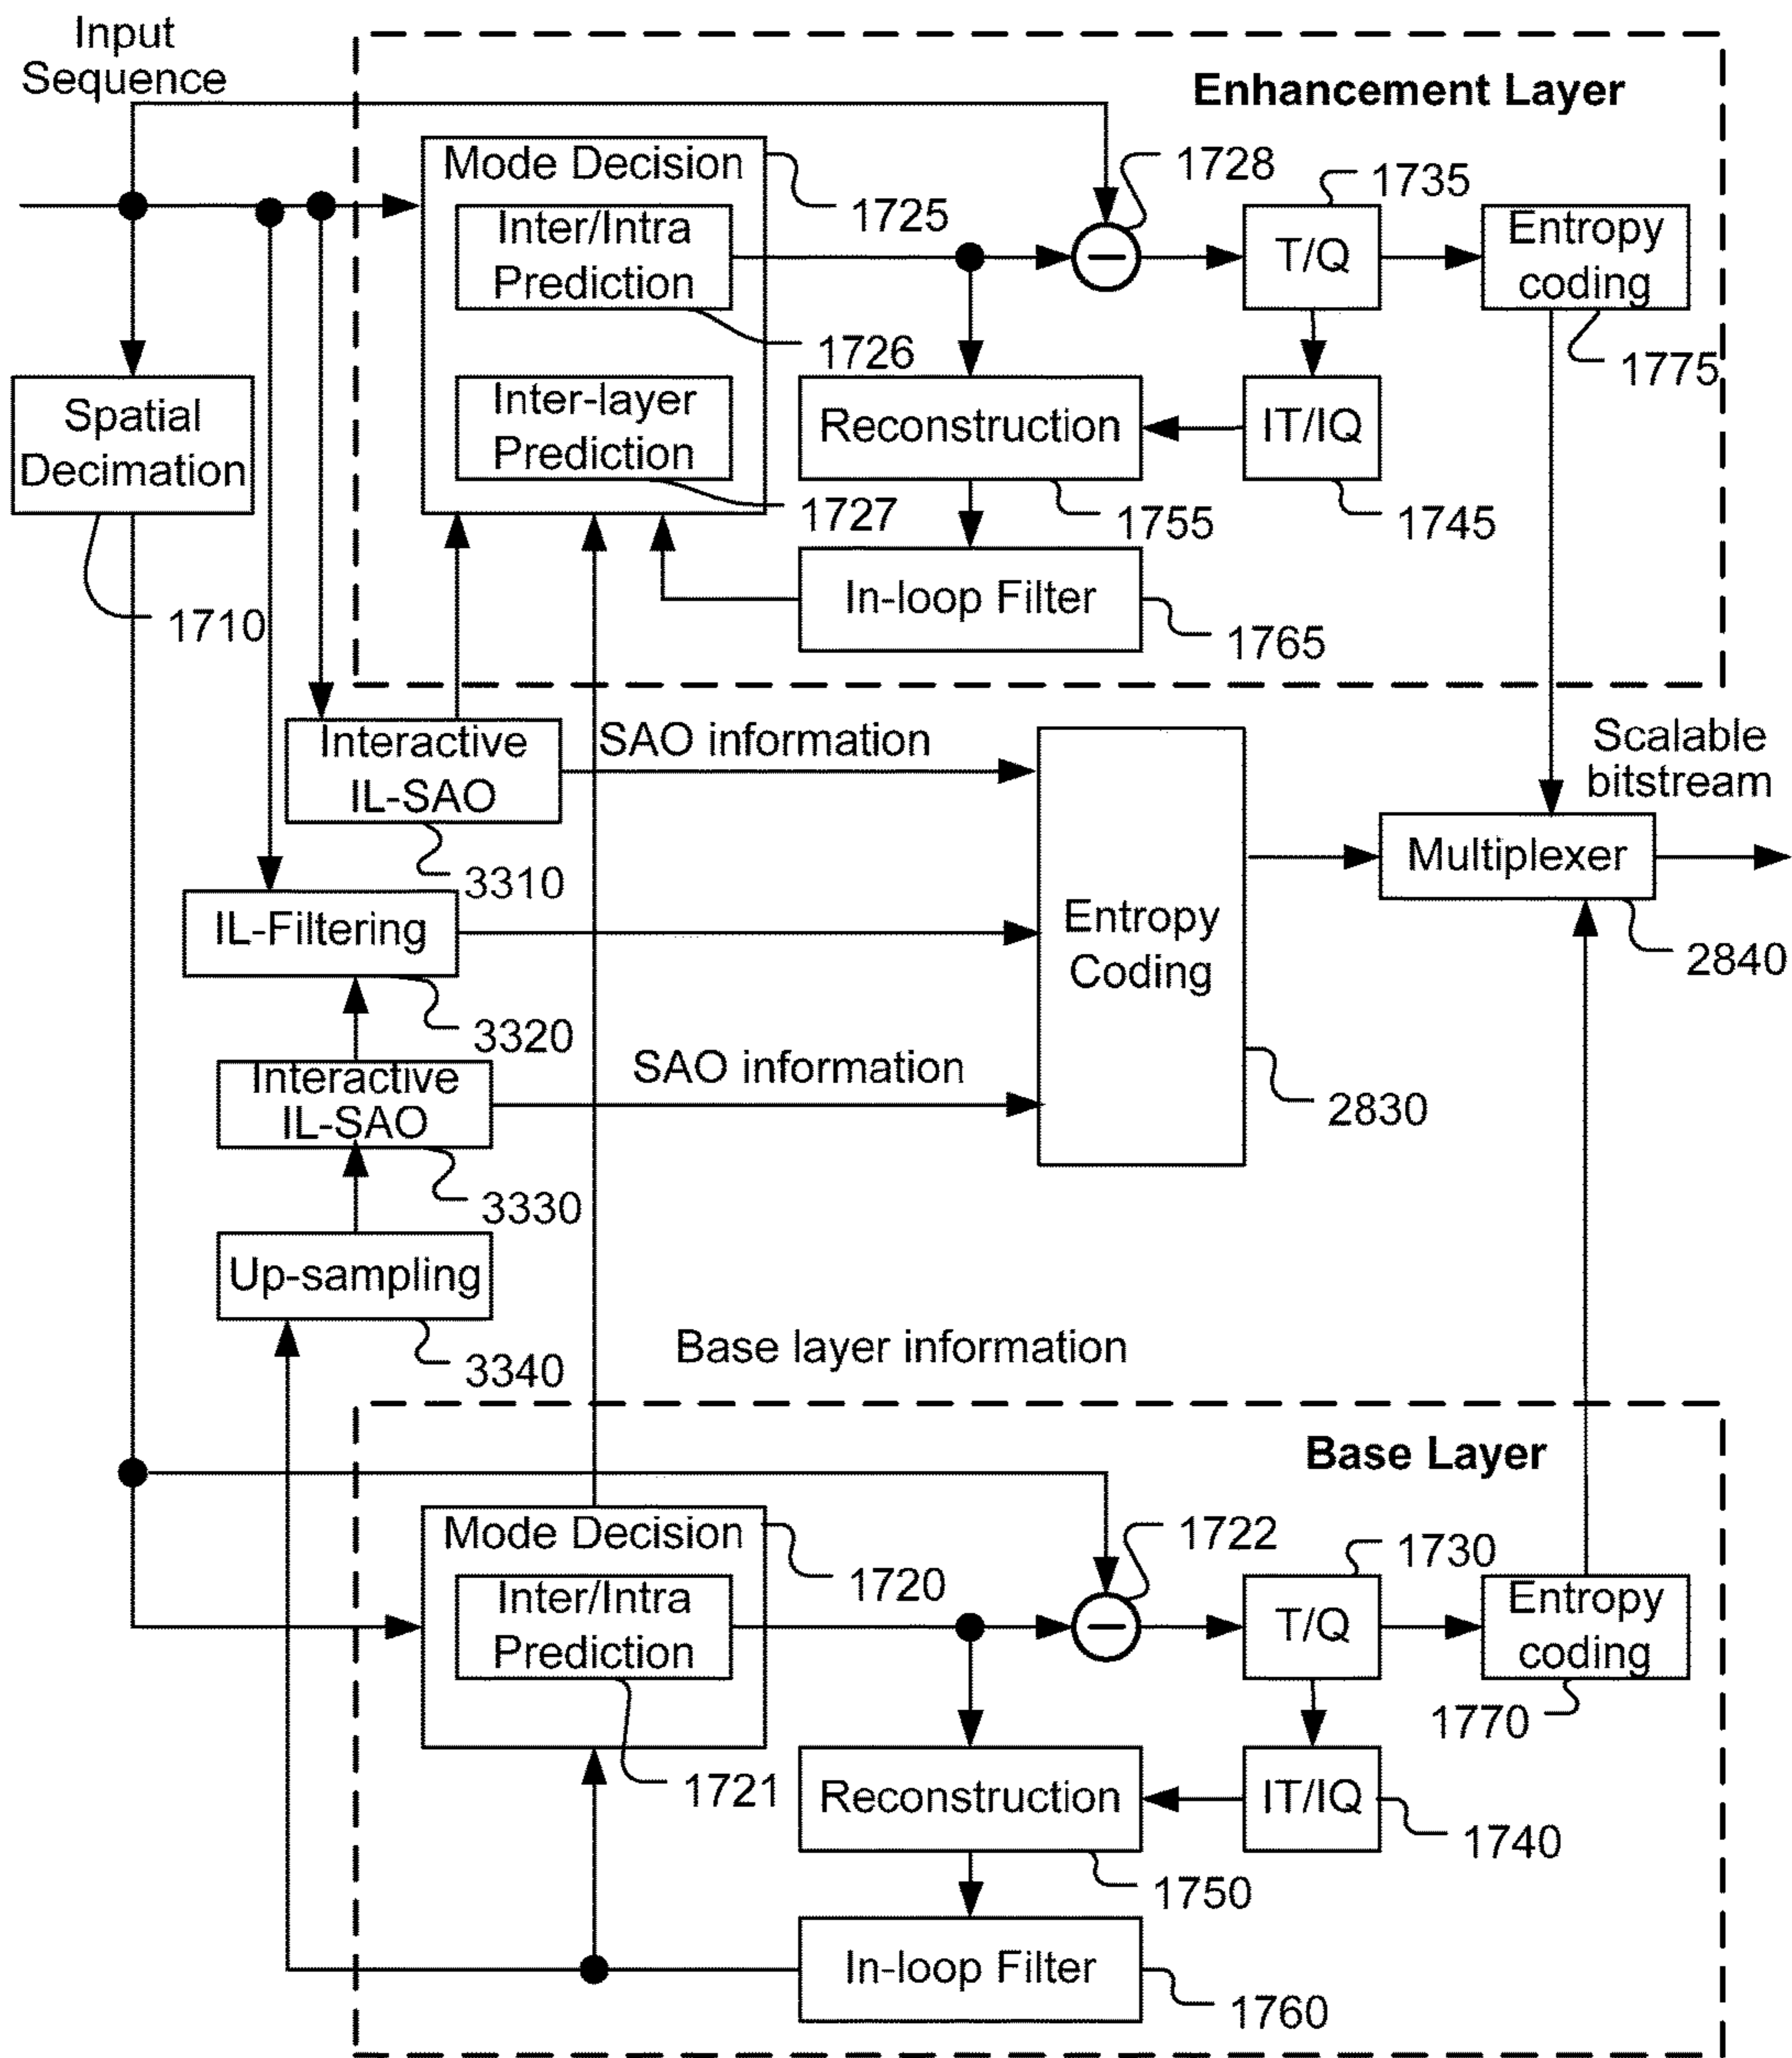 Input
Sequence
Enhancement Layer
Mode Decision
1728
1735
1725
Inter/Intra
Prediction
T/Q
Entropy
coding
1726
1775
Spatial
Decimation
Inter-layer
Prediction
Reconstruction
IT/IQ
1727
1755
1745
1710
In-loop Filter
1765
Interactive
IL-SAO
SAO information
Scalable
bitstream
3310
Multiplexer
IL-Filtering
Entropy
Coding
2840
3320
Interactive
IL-SAO
SAO information
2830
3330
Up-sampling
3340
Base layer information
Base Layer
Mode Decision
1722
1730
1720
Inter/Intra
Prediction
T/Q
Entropy
coding
1770
1721
Reconstruction
IT/IQ
1740
1750
In-loop Filter
1760